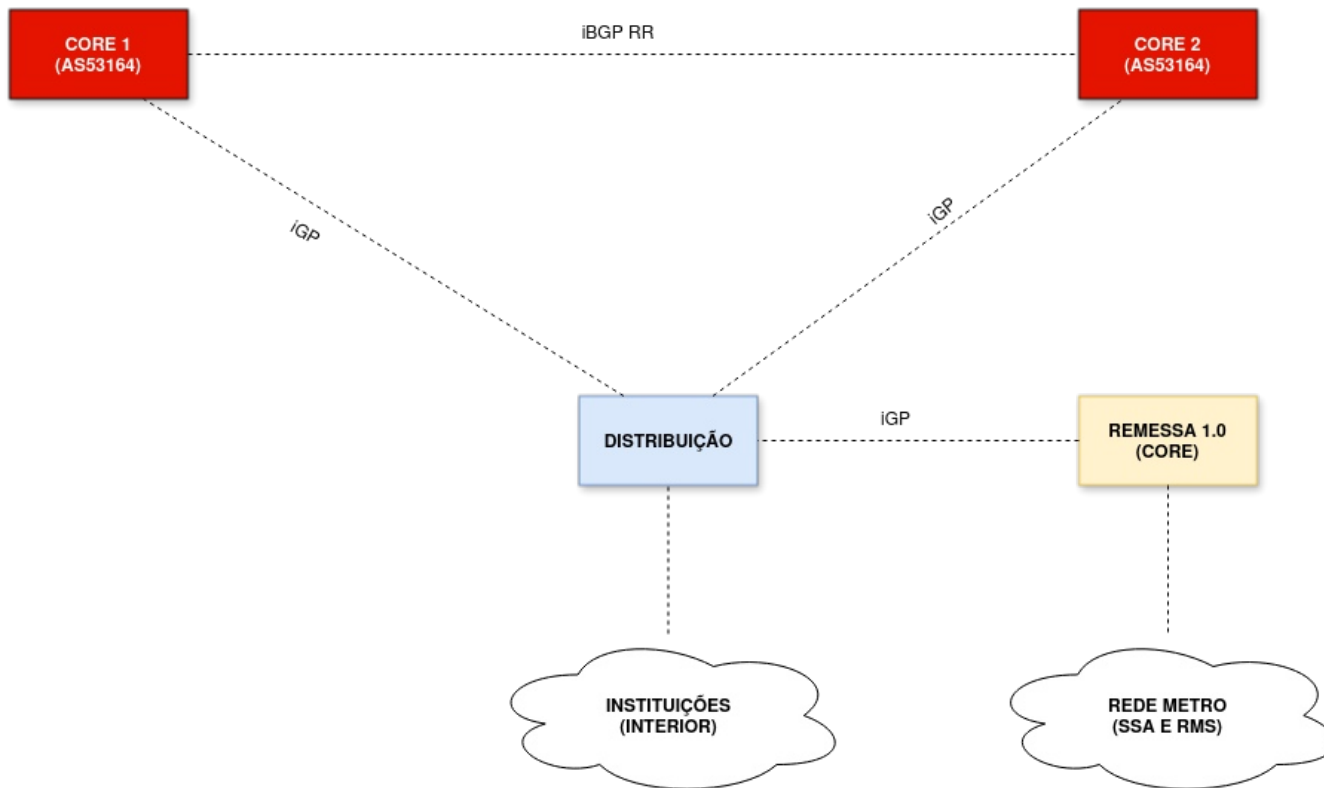 iBGP RR
CORE 1
(AS53164)
CORE 2
(AS53164)
iGP
iGP
DISTRIBUIÇÃO
iGP
REMESSA 1.0
(CORE)
INSTITUIÇÕES
(INTERIOR)
REDE METRO
(SSA E RMS)